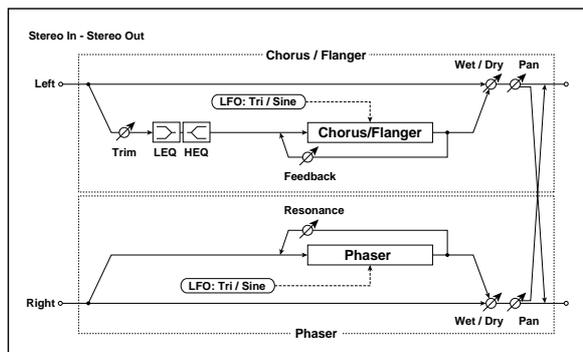 Stereo In - Stereo Out
Chorus / Flanger
Wet / Dry Pan
Left
LFO: Tri / Sine
Chorus/Flanger
Trim LEQ HEQ
Feedback
Resonance
Phaser
LFO: Tri / Sine
Right
Wet / Dry Pan
Phaser